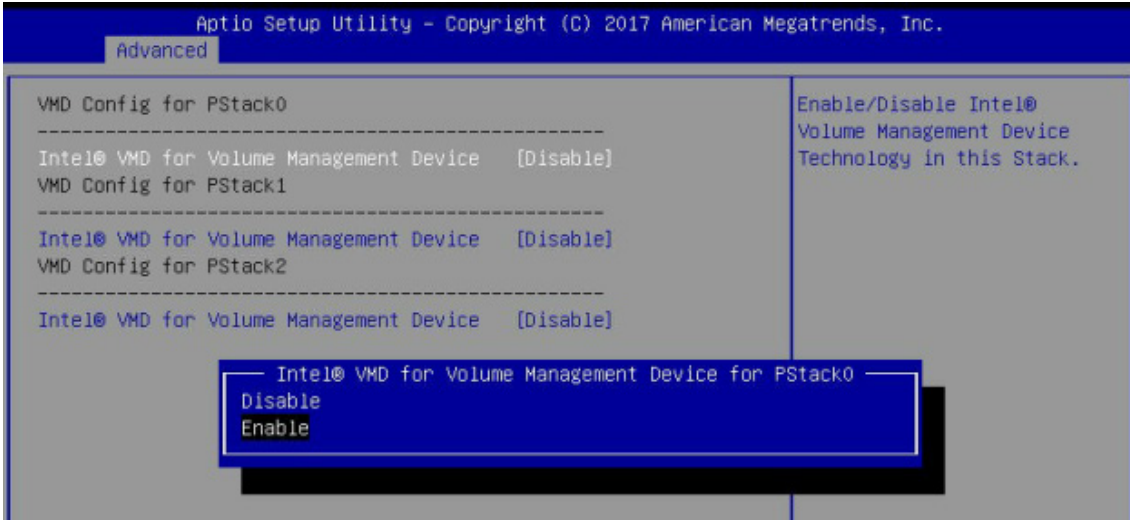 Aptio Setup Utility – Copyright (C) 2017 American Megatrends, Inc.
Advanced
VMD Config for PStack0
-----------------------------------------------------
Intel® VMD for Volume Management Device [Disable]
VMD Config for PStack1
-----------------------------------------------------
Intel® VMD for Volume Management Device [Disable]
VMD Config for PStack2
-----------------------------------------------------
Intel® VMD for Volume Management Device [Disable]
Enable/Disable Intel®
Volume Management Device
Technology in this Stack.
Intel® VMD for Volume Management Device for PStack0
Disable
Enable